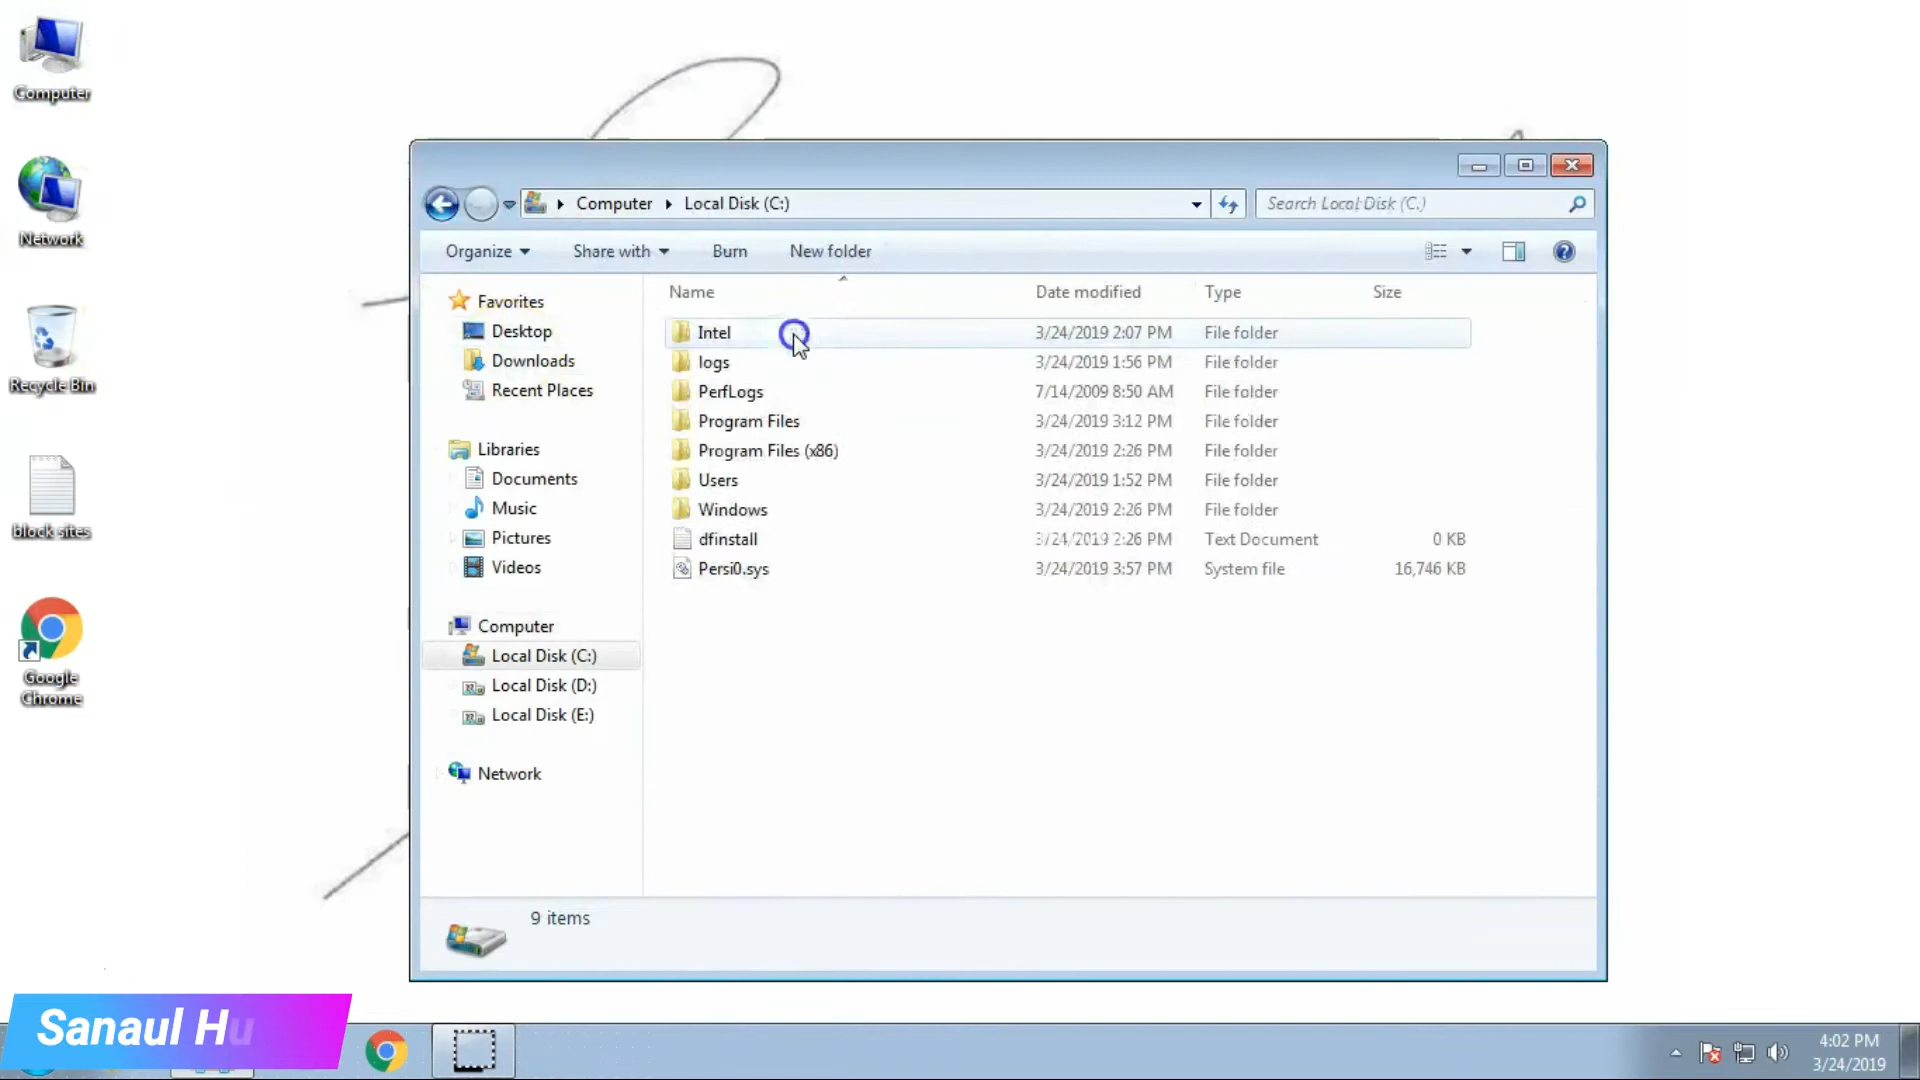 Computer
Network
Recycle Bin
block sites
Google
Chrome
Computer Local Disk (C:)
Search Local Disk (C:)
Organize Share with Burn New folder
Name Date modified Type Size
Favorites
Desktop
Downloads
Recent Places
Libraries
Documents
Music
Pictures
Videos
Computer
Local Disk (C:)
Local Disk (D:)
Local Disk (E:)
Network
Intel 3/24/2019 2:07 PM File folder
logs 3/24/2019 1:56 PM File folder
PerfLogs 7/14/2009 8:50 AM File folder
Program Files 3/24/2019 3:12 PM File folder
Program Files (x86) 3/24/2019 2:26 PM File folder
Users 3/24/2019 1:52 PM File folder
Windows 3/24/2019 2:26 PM File folder
dfinstall 3/24/2019 2:26 PM Text Document 0 KB
Persi0.sys 3/24/2019 3:57 PM System file 16,746 KB
9 items
Sanaul Hu
4:02 PM
3/24/2019